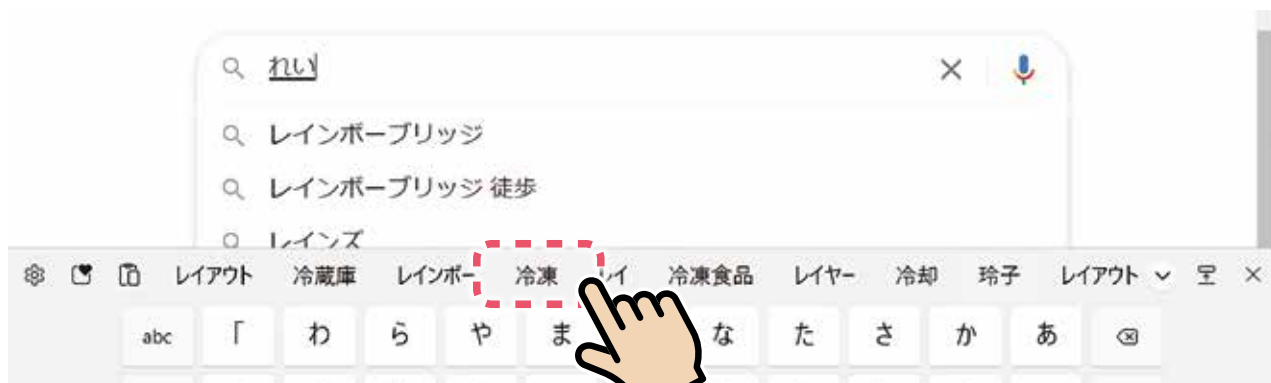 れい
レインボーブリッジ
レインボーブリッジ 徒歩
レインズ
レイアウト 冷蔵庫 レインボー 冷凍 レイ 冷凍食品 レイヤー 冷却 玲子 レイアウト
abc 「 わ ら や ま な た さ か あ